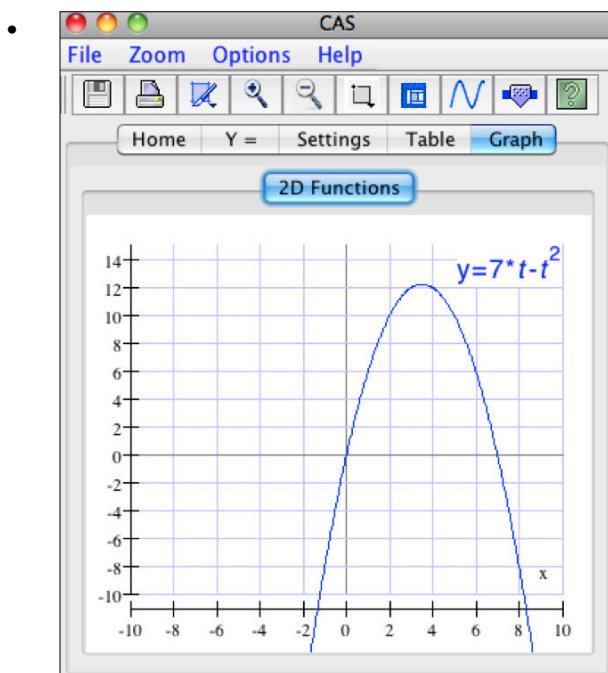 CAS
File Zoom Options Help
Home Y = Settings Table Graph
2D Functions
y=7*t-t²
14
12
10
8
6
4
2
0
-2
-4
-6
-8
x
-10
-10 -8 -6 -4 -2 0 2 4 6 8 10